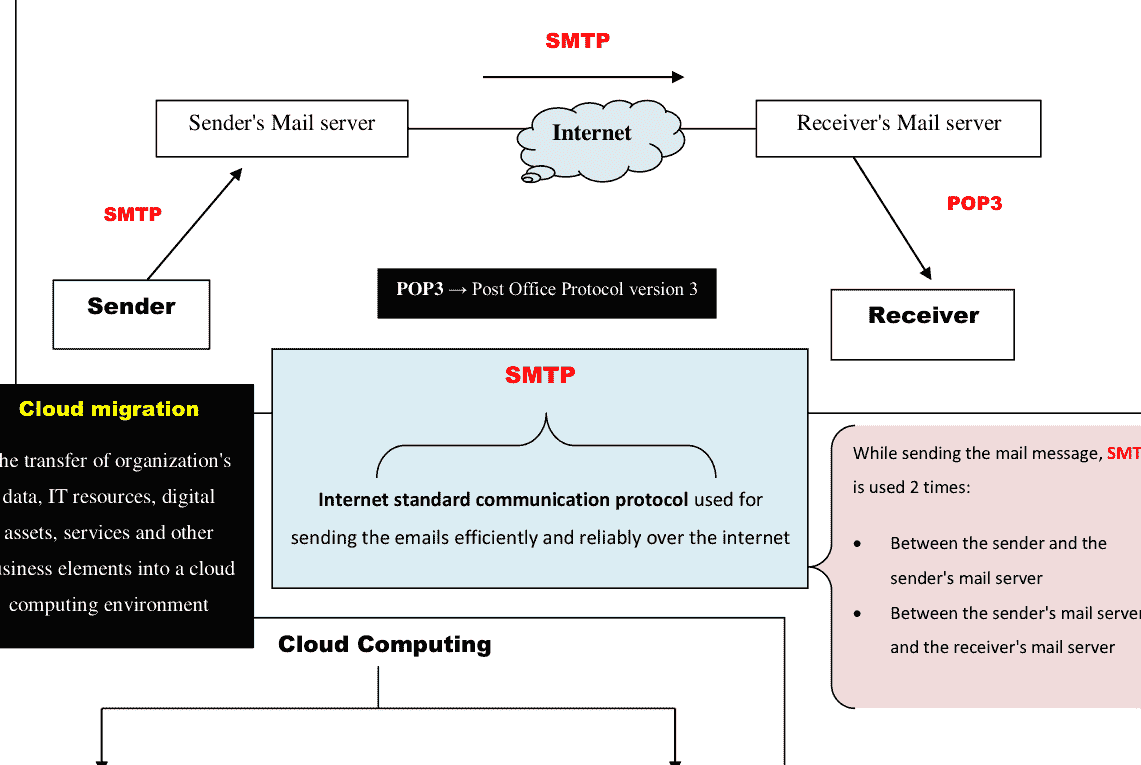 SMTP
Sender's Mail server
Internet
Receiver's Mail server
SMTP
POP3
Sender
POP3 → Post Office Protocol version 3
Receiver
SMTP
Internet standard communication protocol used for
sending the emails efficiently and reliably over the internet
Cloud migration
he transfer of organization's
data, IT resources, digital
assets, services and other
usiness elements into a cloud
computing environment
While sending the mail message, SMT
is used 2 times:
• Between the sender and the
sender's mail server
• Between the sender's mail server
and the receiver's mail server
Cloud Computing